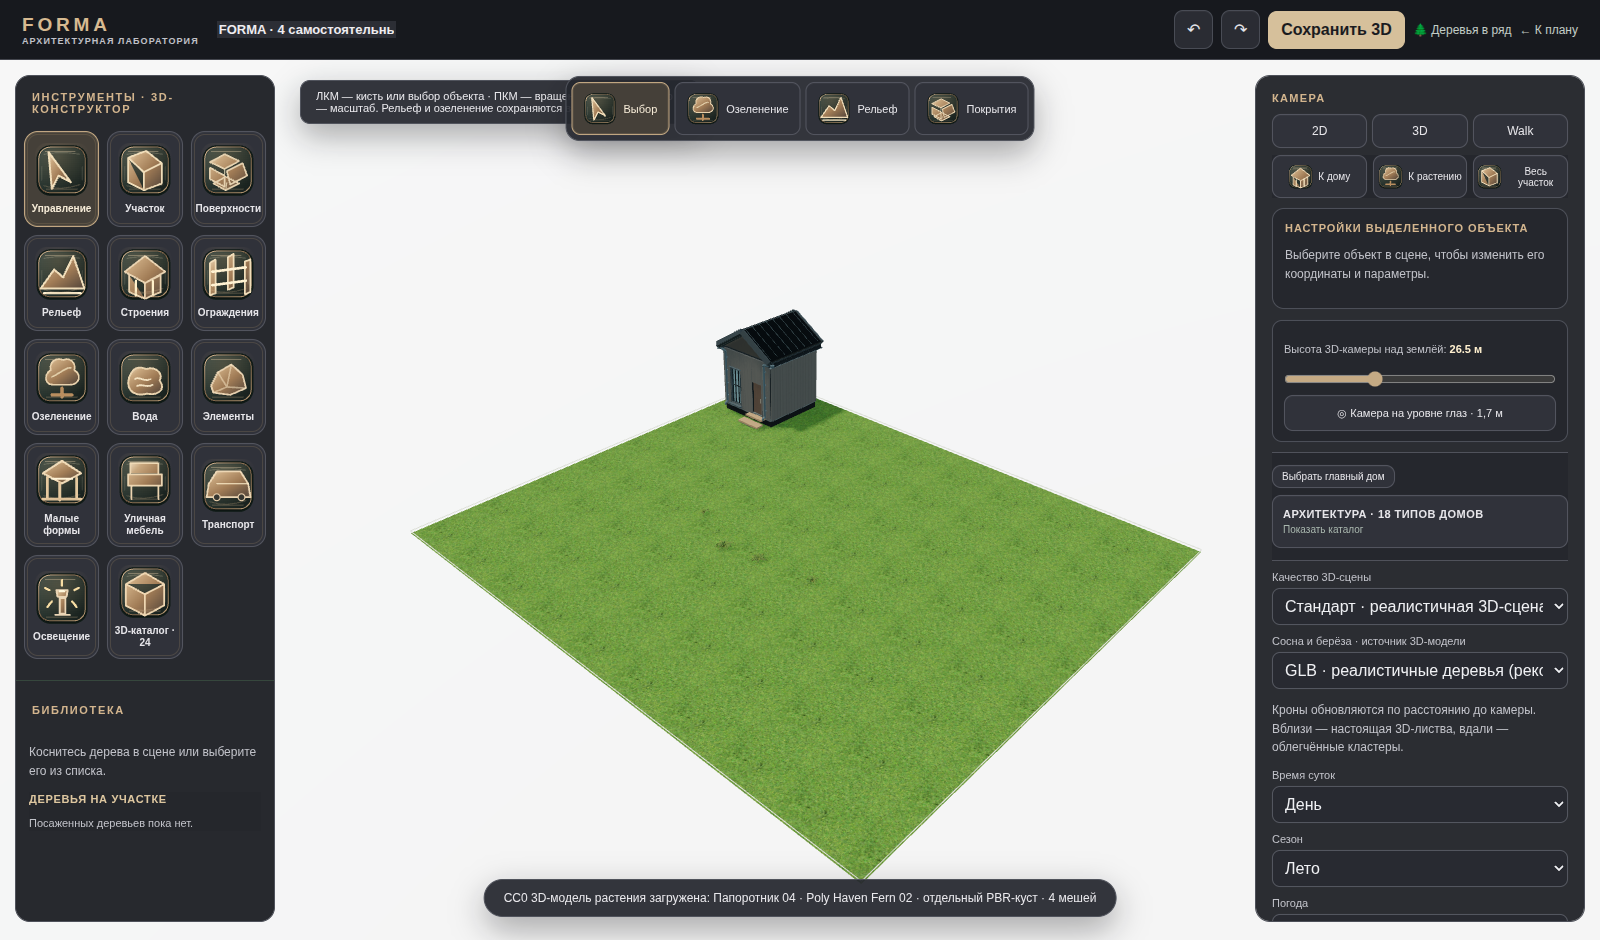 FORMA
АРХИТЕКТУРНАЯ ЛАБОРАТОРИЯ
FORMA · 4 самостоятельн
↶
↷
Сохранить 3D
🌲 Деревья в ряд
← К плану
ИНСТРУМЕНТЫ · 3D-
КОНСТРУКТОР
Управление
Участок
Поверхности
Рельеф
Строения
Ограждения
Озеленение
Вода
Элементы
Малые
формы
Уличная
мебель
Транспорт
Освещение
3D-каталог ·
24
БИБЛИОТЕКА
Коснитесь дерева в сцене или выберите
его из списка.
ДЕРЕВЬЯ НА УЧАСТКЕ
Посаженных деревьев пока нет.
ЛКМ — кисть или выбор объекта · ПКМ — враще
— масштаб. Рельеф и озеленение сохраняются
Выбор
Озеленение
Рельеф
Покрытия
CC0 3D-модель растения загружена: Папоротник 04 · Poly Haven Fern 02 · отдельный PBR-куст · 4 мешей
КАМЕРА
2D
3D
Walk
К дому
К растению
Весь
участок
НАСТРОЙКИ ВЫДЕЛЕННОГО ОБЪЕКТА
Выберите объект в сцене, чтобы изменить его
координаты и параметры.
Высота 3D-камеры над землёй: 26.5 м
◎ Камера на уровне глаз · 1,7 м
Выбрать главный дом
АРХИТЕКТУРА · 18 ТИПОВ ДОМОВ
Показать каталог
Качество 3D-сцены
Стандарт · реалистичная 3D-сцена
Сосна и берёза · источник 3D-модели
GLB · реалистичные деревья (реко
Кроны обновляются по расстоянию до камеры.
Вблизи — настоящая 3D-листва, вдали —
облегчённые кластеры.
Время суток
День
Сезон
Лето
Погода